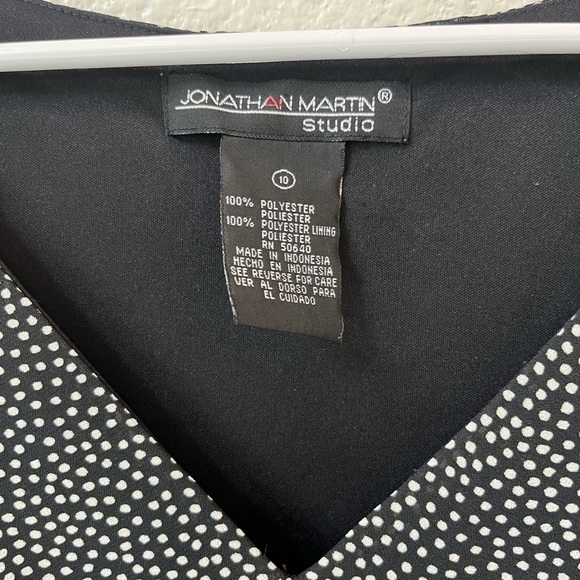 JONATHAN MARTIN®
Studio
10
100% POLYESTER
POLIESTER
100% POLYESTER LINING
POLIESTER
RN 50640
MADE IN INDONESIA
HECHO EN INDONESIA
SEE REVERSE FOR CARE
VER AL DORSO PARA
EL CUIDADO